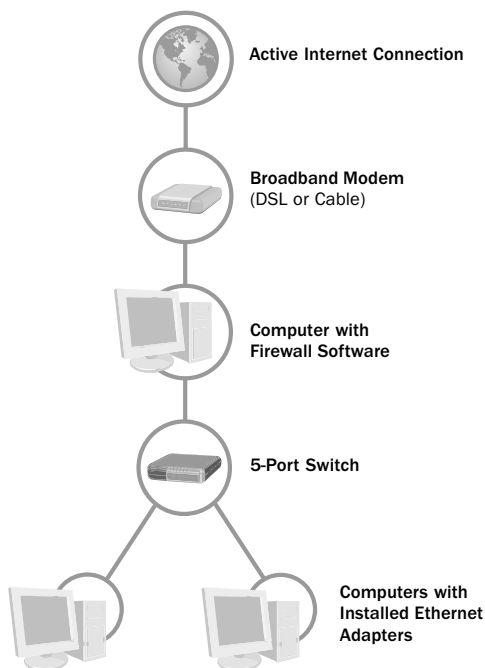 Active Internet Connection
Broadband Modem
(DSL or Cable)
Computer with
Firewall Software
5-Port Switch
Computers with
Installed Ethernet
Adapters